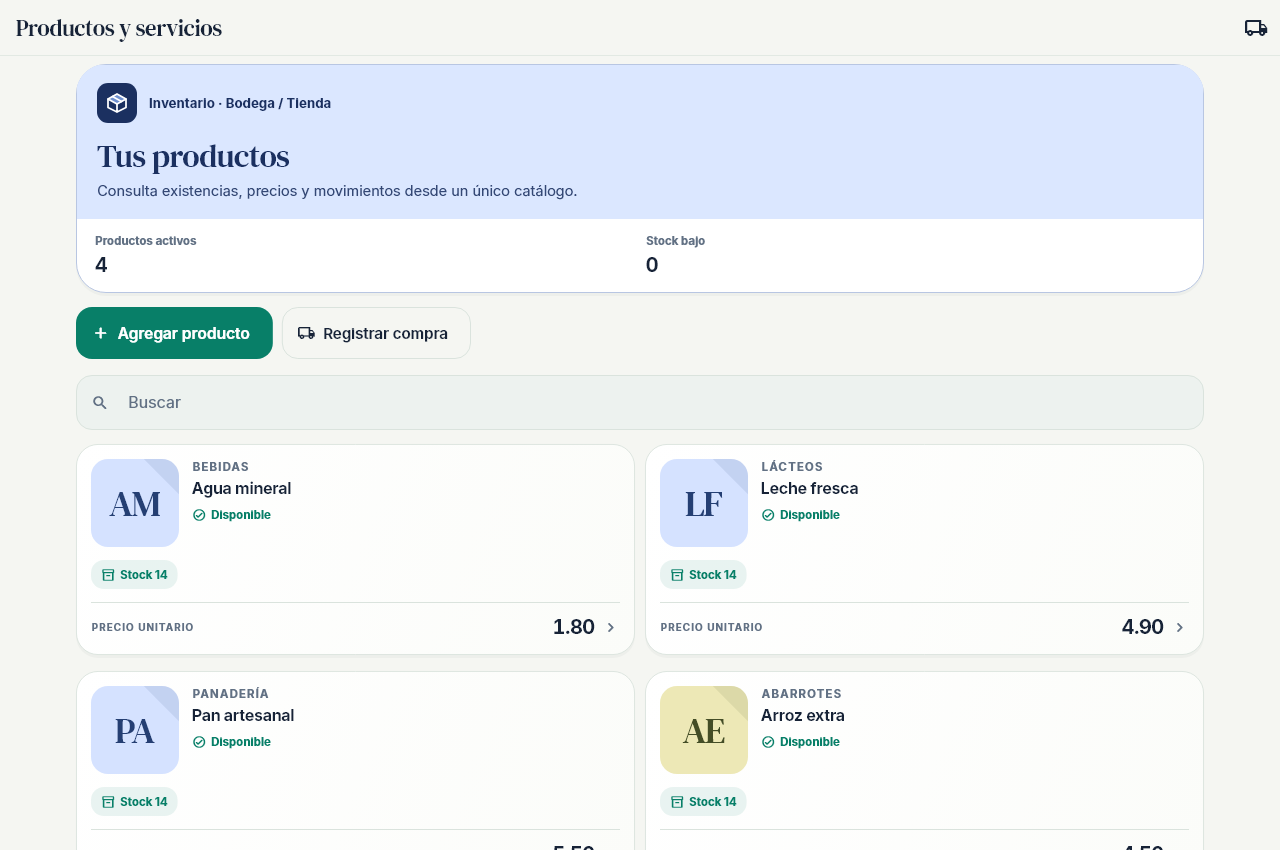 Productos y servicios
Inventario · Bodega / Tienda
Tus productos
Consulta existencias, precios y movimientos desde un único catálogo.
Productos activos
4
Stock bajo
0
Agregar producto
Registrar compra
Buscar
AM
BEBIDAS
Agua mineral
Disponible
Stock 14
PRECIO UNITARIO
1.80
LF
LÁCTEOS
Leche fresca
Disponible
Stock 14
PRECIO UNITARIO
4.90
PA
PANADERÍA
Pan artesanal
Disponible
Stock 14
AE
ABARROTES
Arroz extra
Disponible
Stock 14